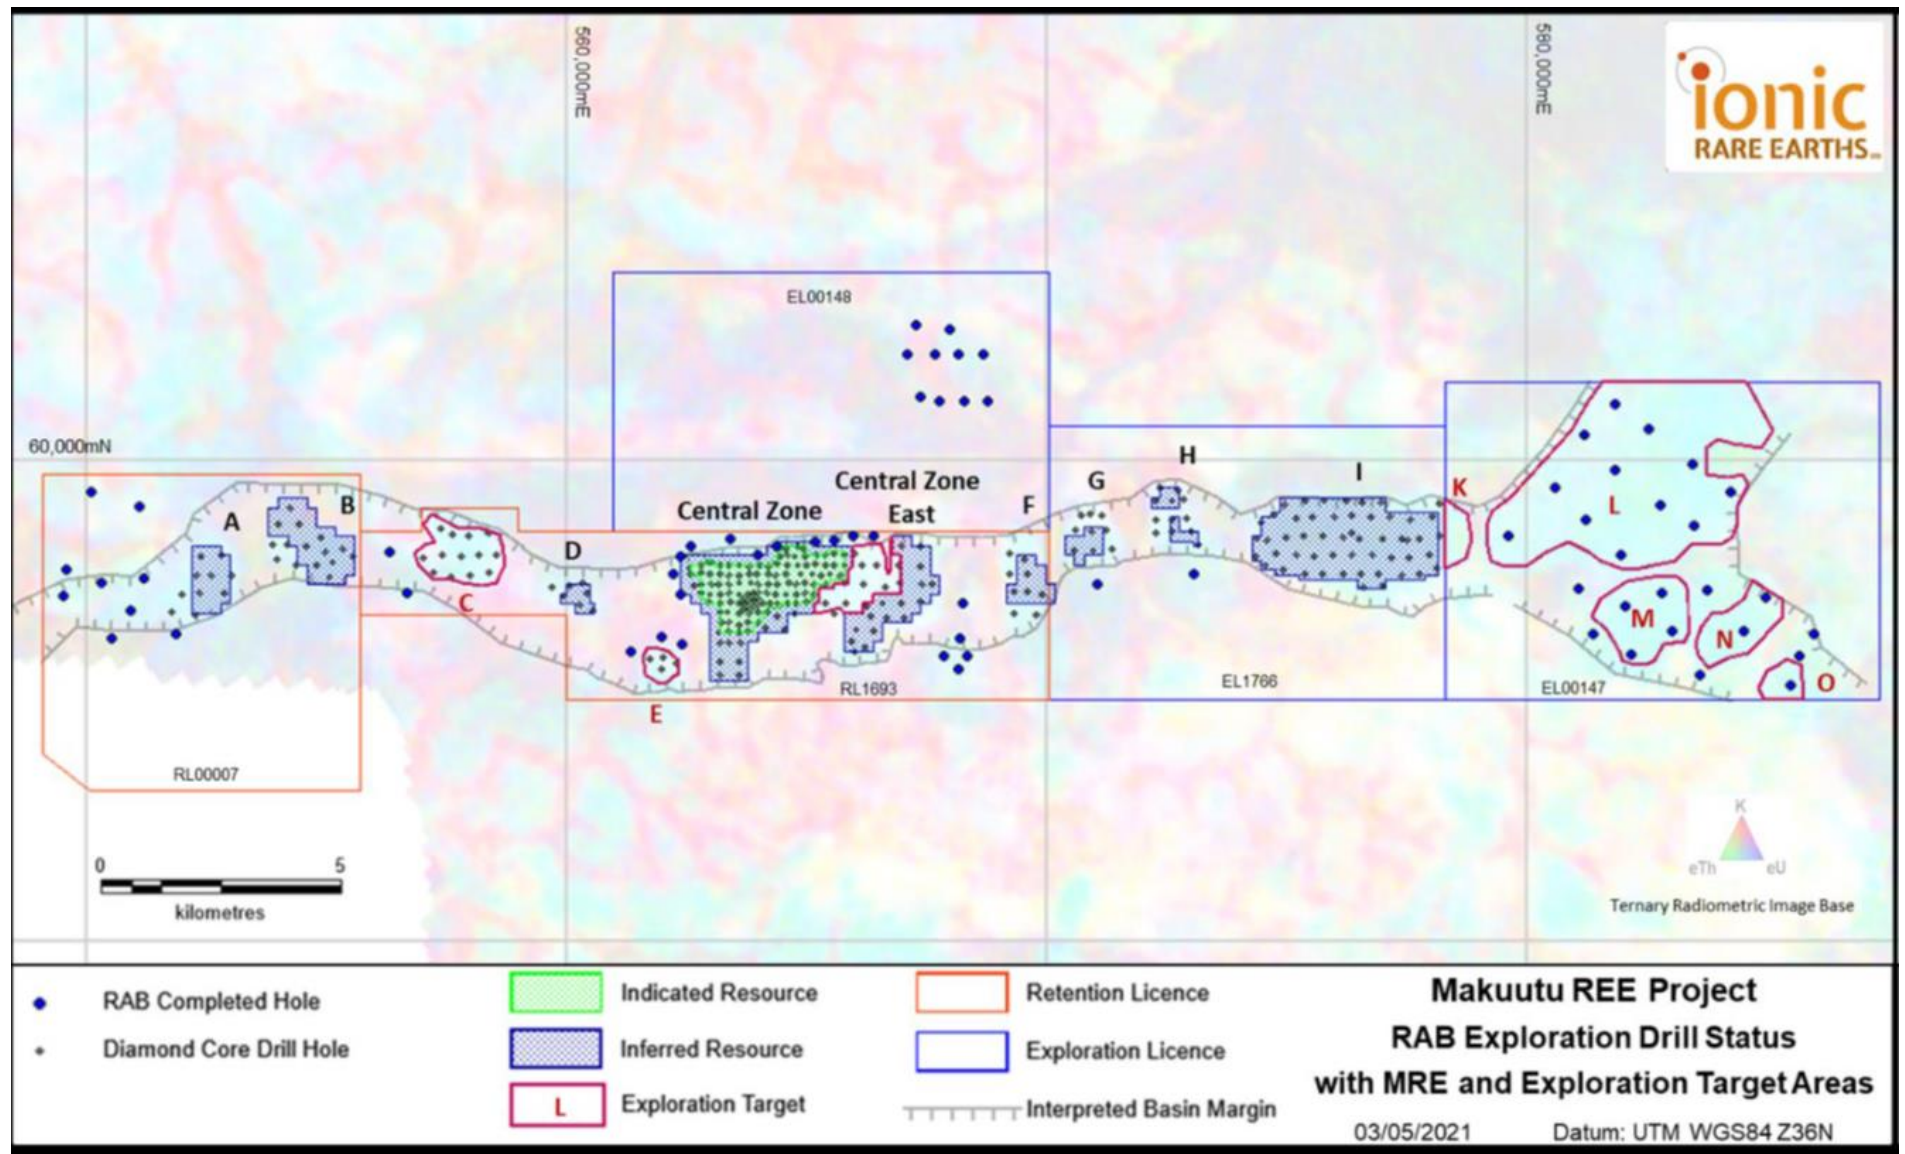 560,000mE
580,000mE
ionic
RARE EARTHS
EL00148
60,000mN
A
B
C
D
E
Central Zone
Central Zone
East
F
G
H
I
K
L
M
N
O
RL1693
EL1766
EL00147
RL00007
0 5
kilometres
K
eTh eU
Ternary Radiometric Image Base
RAB Completed Hole
Diamond Core Drill Hole
Indicated Resource
Inferred Resource
L Exploration Target
Retention Licence
Exploration Licence
Interpreted Basin Margin
Makuutu REE Project
RAB Exploration Drill Status
with MRE and Exploration Target Areas
03/05/2021 Datum: UTM WGS84 Z36N